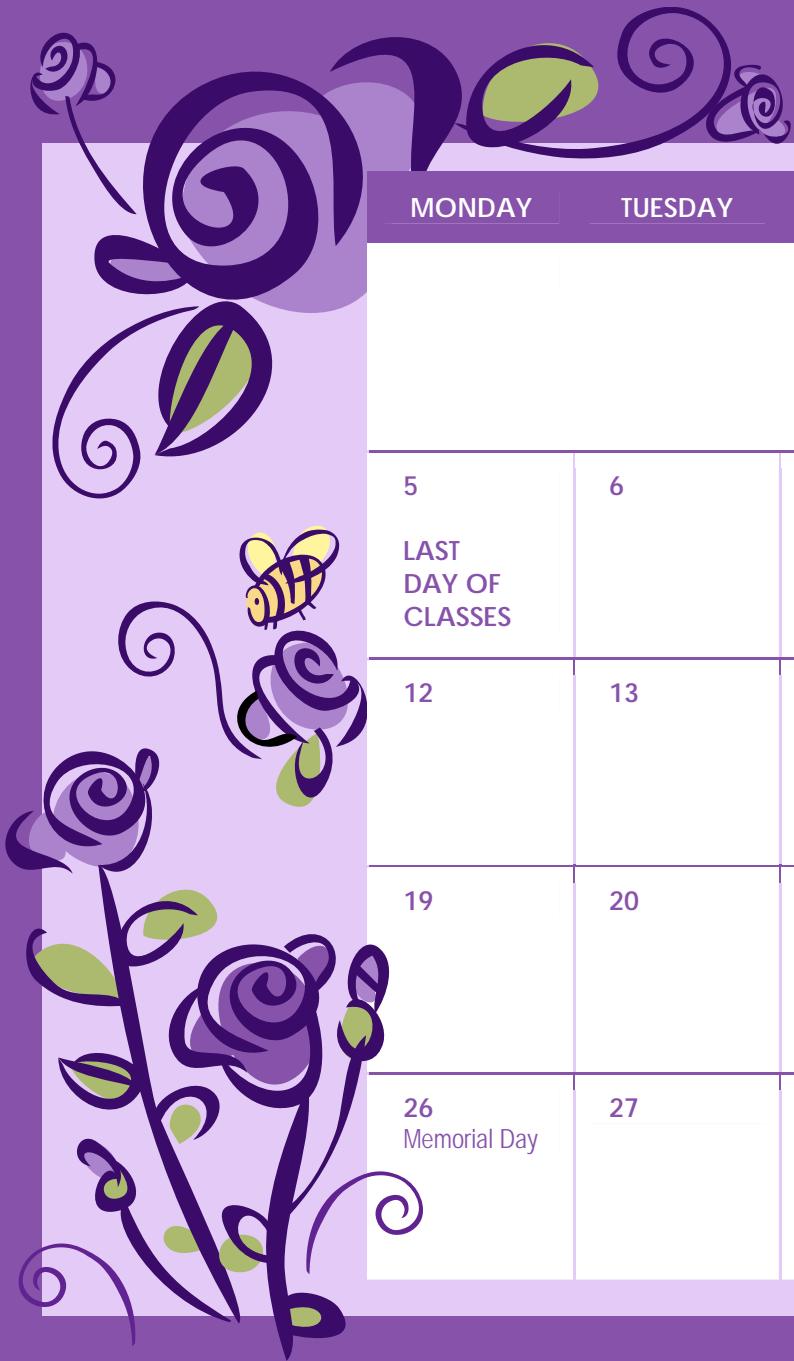 MONDAY TUESDAY
5 6
LAST
DAY OF
CLASSES
12 13
19 20
26 27
Memorial Day